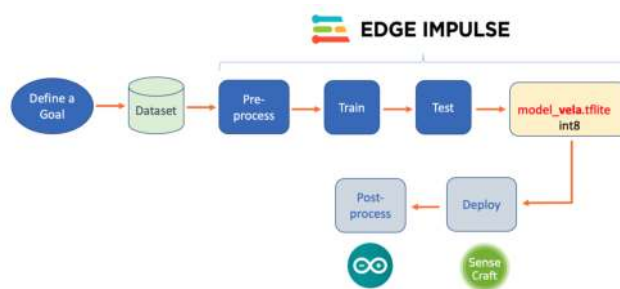 EDGE IMPULSE
Define a
Goal
Dataset
Pre-
process
Train
Test
model_vela.tflite
int8
Post-
process
Deploy
Sense
Craft